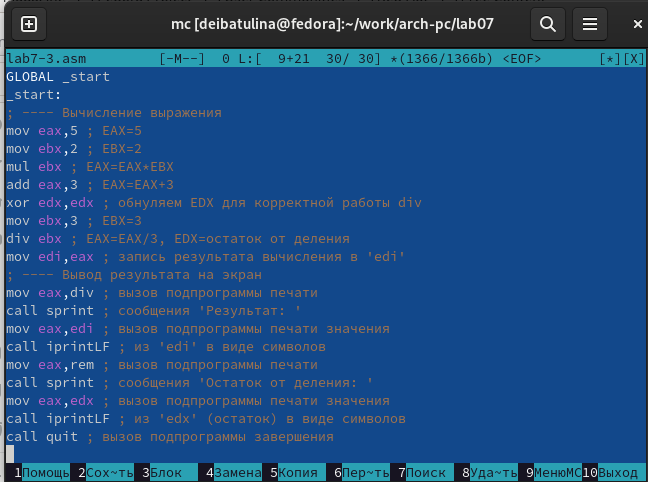 mc [deibatulina@fedora]:~/work/arch-pc/lab07
lab7-3.asm [-M--] 0 L:[ 9+21 30/ 30] *(1366/1366b) <EOF> [*][X]
GLOBAL _start
_start:
; ---- Вычисление выражения
mov eax,5 ; EAX=5
mov ebx,2 ; EBX=2
mul ebx ; EAX=EAX*EBX
add eax,3 ; EAX=EAX+3
xor edx,edx ; обнуляем EDX для корректной работы div
mov ebx,3 ; EBX=3
div ebx ; EAX=EAX/3, EDX=остаток от деления
mov edi,eax ; запись результата вычисления в 'edi'
; ---- Вывод результата на экран
mov eax,div ; вызов подпрограммы печати
call sprint ; сообщения 'Результат: '
mov eax,edi ; вызов подпрограммы печати значения
call iprintLF ; из 'edi' в виде символов
mov eax,rem ; вызов подпрограммы печати
call sprint ; сообщения 'Остаток от деления: '
mov eax,edx ; вызов подпрограммы печати значения
call iprintLF ; из 'edx' (остаток) в виде символов
call quit ; вызов подпрограммы завершения
1Помощь 2Сох~ть 3Блок 4Замена 5Копия 6Пер~ть 7Поиск 8Уда~ть 9МенюMC 10Выход